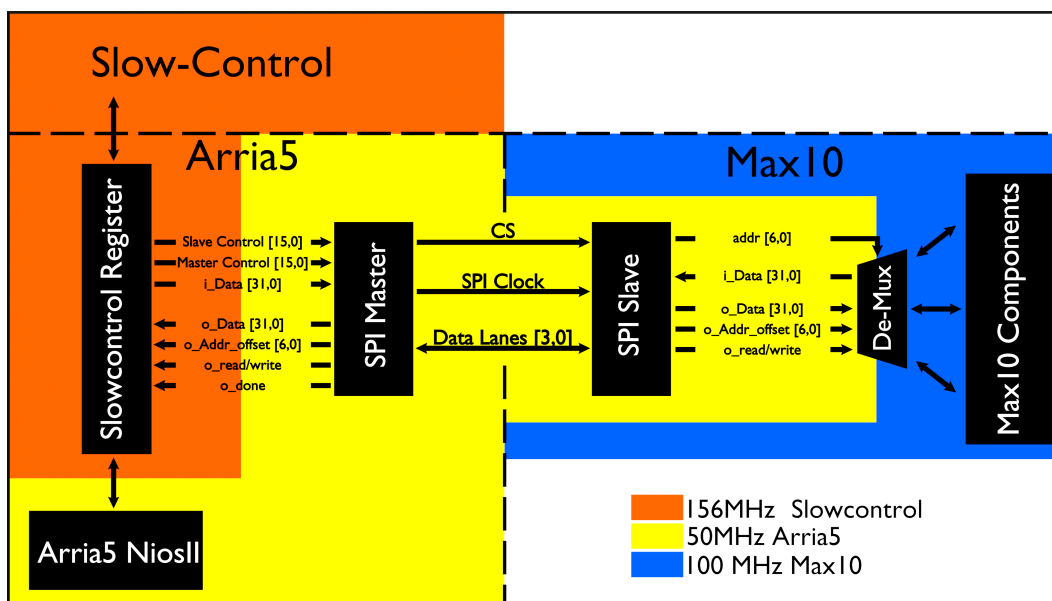 Slow-Control
Arria5
Max10
Slowcontrol Register
Slave Control [15,0]
Master Control [15,0]
i_Data [31,0]
o_Data [31,0]
o_Addr_offset [6,0]
o_read/write
o_done
SPI Master
CS
SPI Clock
Data Lanes [3,0]
SPI Slave
addr [6,0]
i_Data [31,0]
o_Data [31,0]
o_Addr_offset [6,0]
o_read/write
De-Mux
Max10 Components
Arria5 NiosII
156MHz Slowcontrol
50MHz Arria5
100 MHz Max10